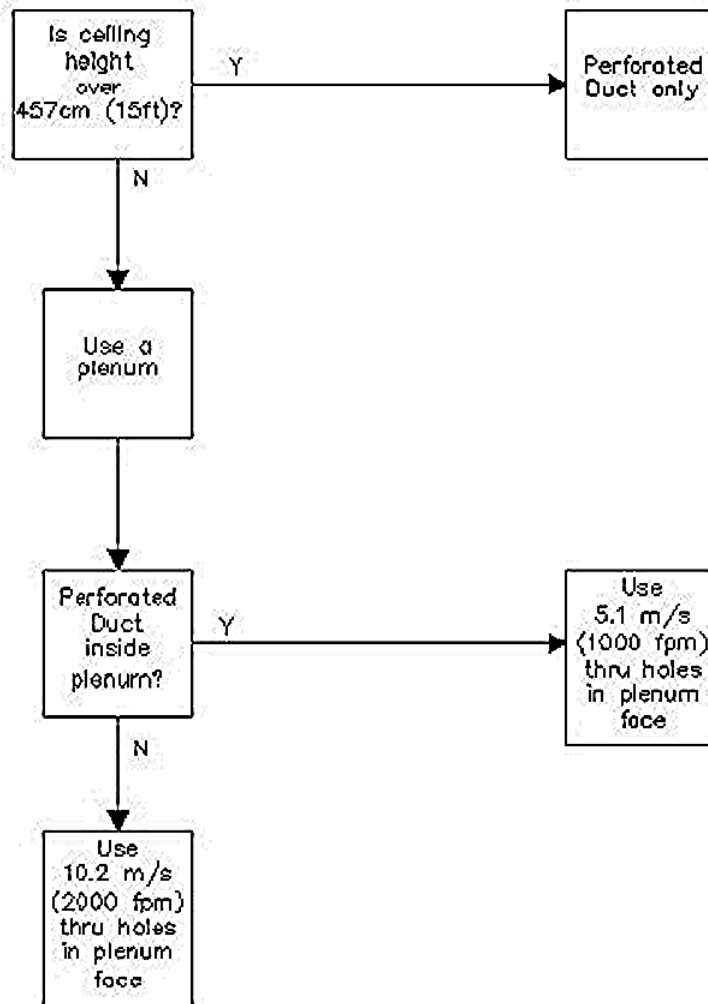 Is ceiling
height
over
457cm (15ft)?
Y
Perforated
Duct only
N
Use a
plenum
Perforated
Duct
inside
plenum?
Y
Use
5.1 m/s
(1000 fpm)
thru holes
in plenum
face
N
Use
10.2 m/s
(2000 fpm)
thru holes
in plenum
face